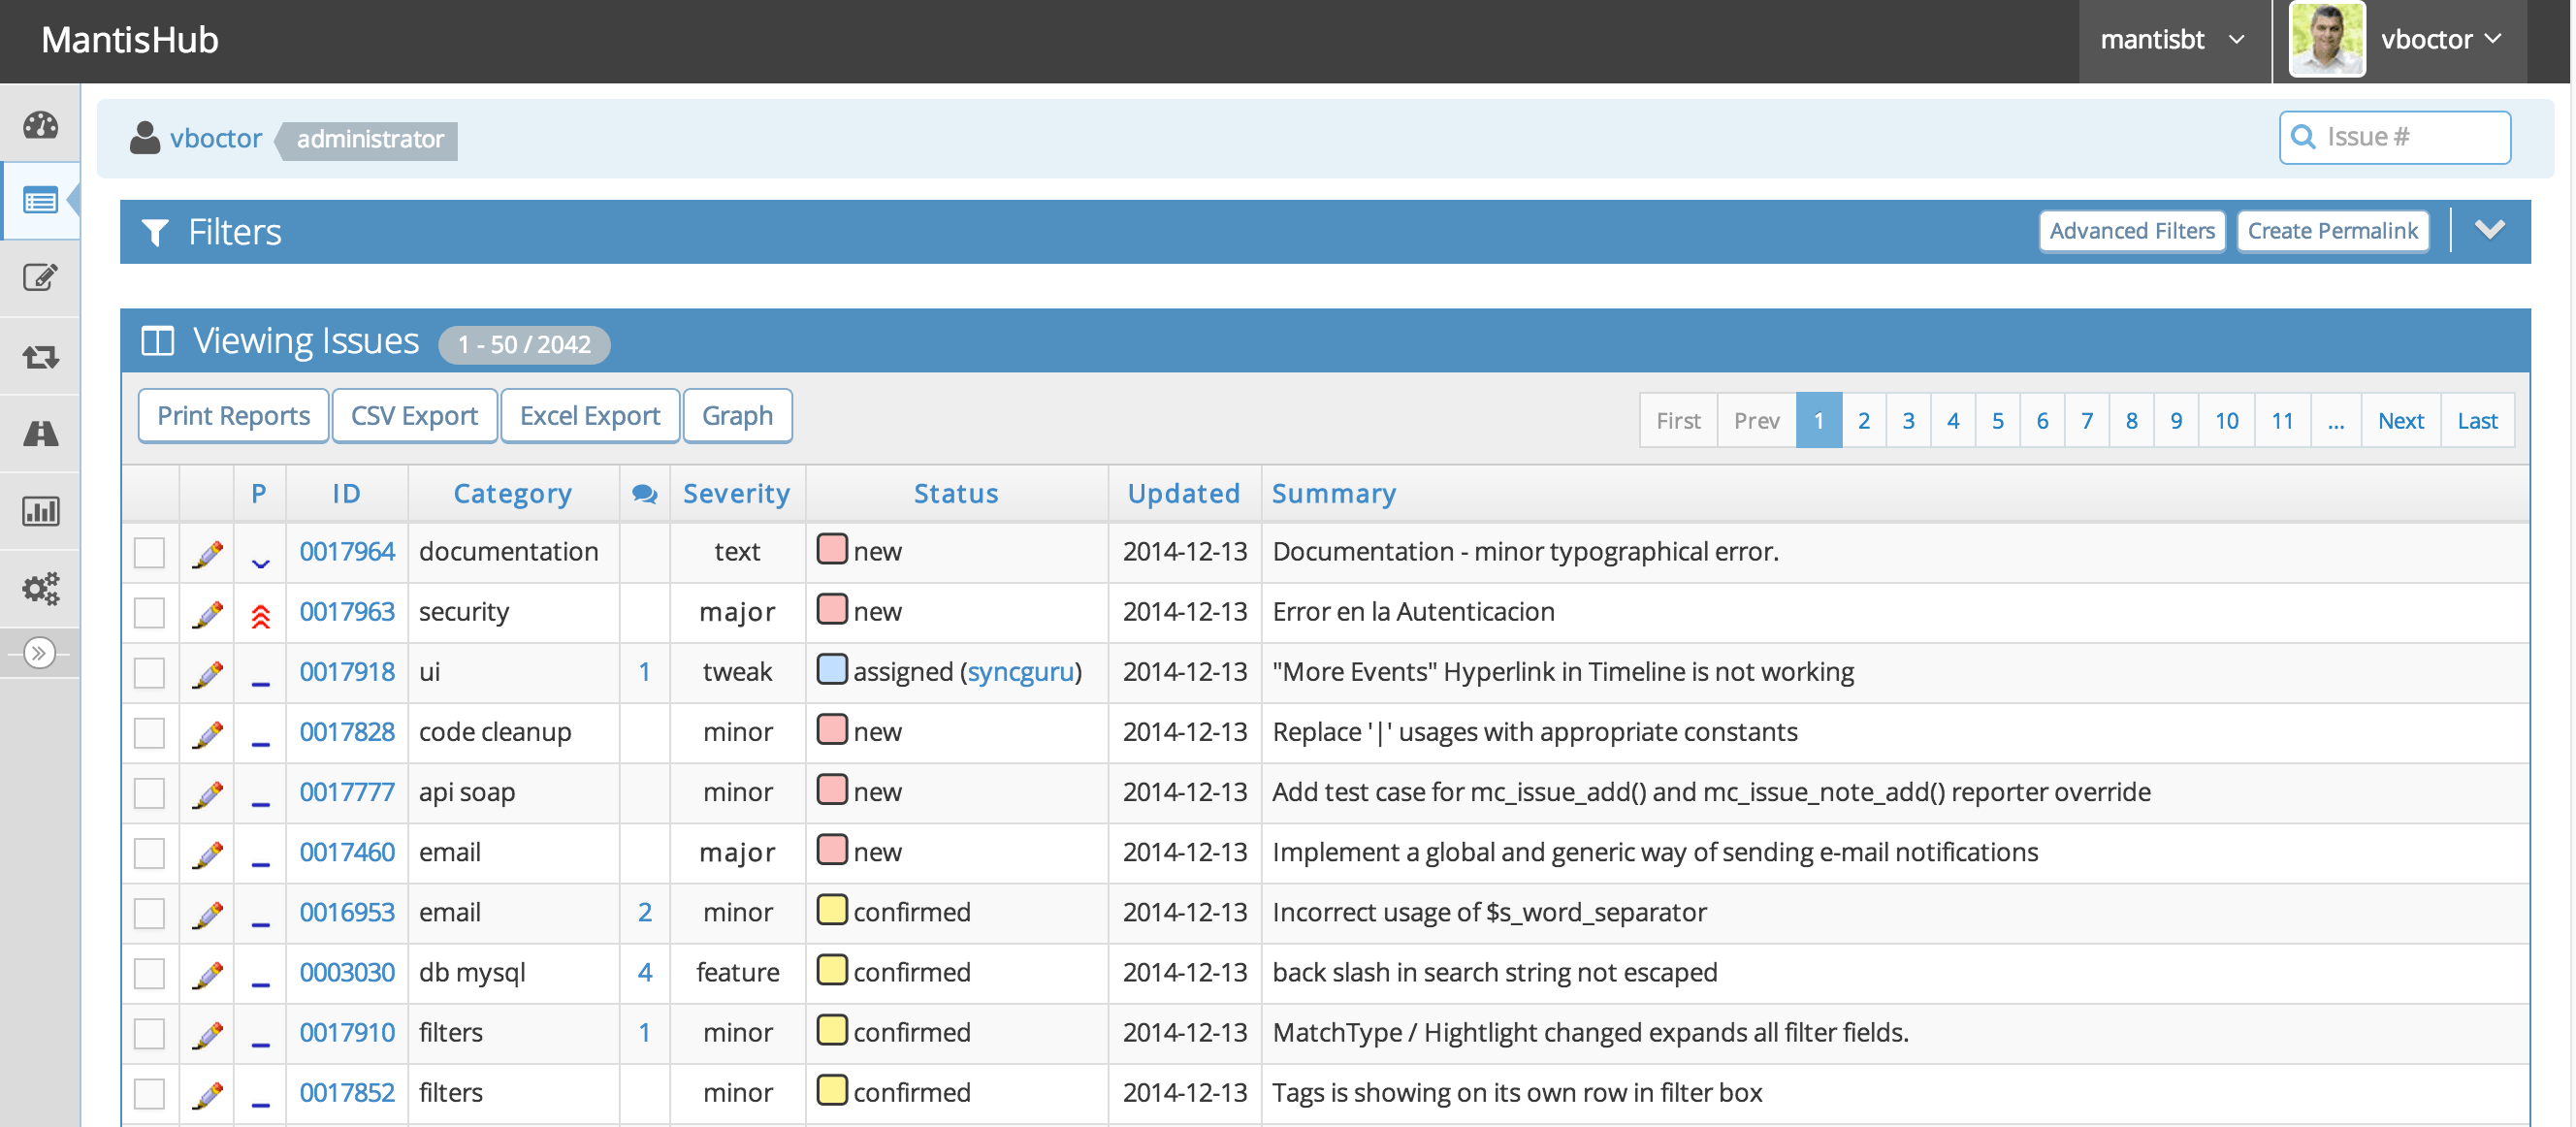 MantisHub mantisbt vboctor
vboctor administrator Issue #
Filters Advanced Filters Create Permalink
Viewing Issues 1 - 50 / 2042
Print Reports CSV Export Excel Export Graph First Prev 1 2 3 4 5 6 7 8 9 10 11 ... Next Last
P ID Category Severity Status Updated Summary
0017964 documentation text new 2014-12-13 Documentation - minor typographical error.
0017963 security major new 2014-12-13 Error en la Autenticacion
0017918 ui 1 tweak assigned (syncguru) 2014-12-13 "More Events" Hyperlink in Timeline is not working
0017828 code cleanup minor new 2014-12-13 Replace '|' usages with appropriate constants
0017777 api soap minor new 2014-12-13 Add test case for mc_issue_add() and mc_issue_note_add() reporter override
0017460 email major new 2014-12-13 Implement a global and generic way of sending e-mail notifications
0016953 email 2 minor confirmed 2014-12-13 Incorrect usage of $s_word_separator
0003030 db mysql 4 feature confirmed 2014-12-13 back slash in search string not escaped
0017910 filters 1 minor confirmed 2014-12-13 MatchType / Hightlight changed expands all filter fields.
0017852 filters minor confirmed 2014-12-13 Tags is showing on its own row in filter box